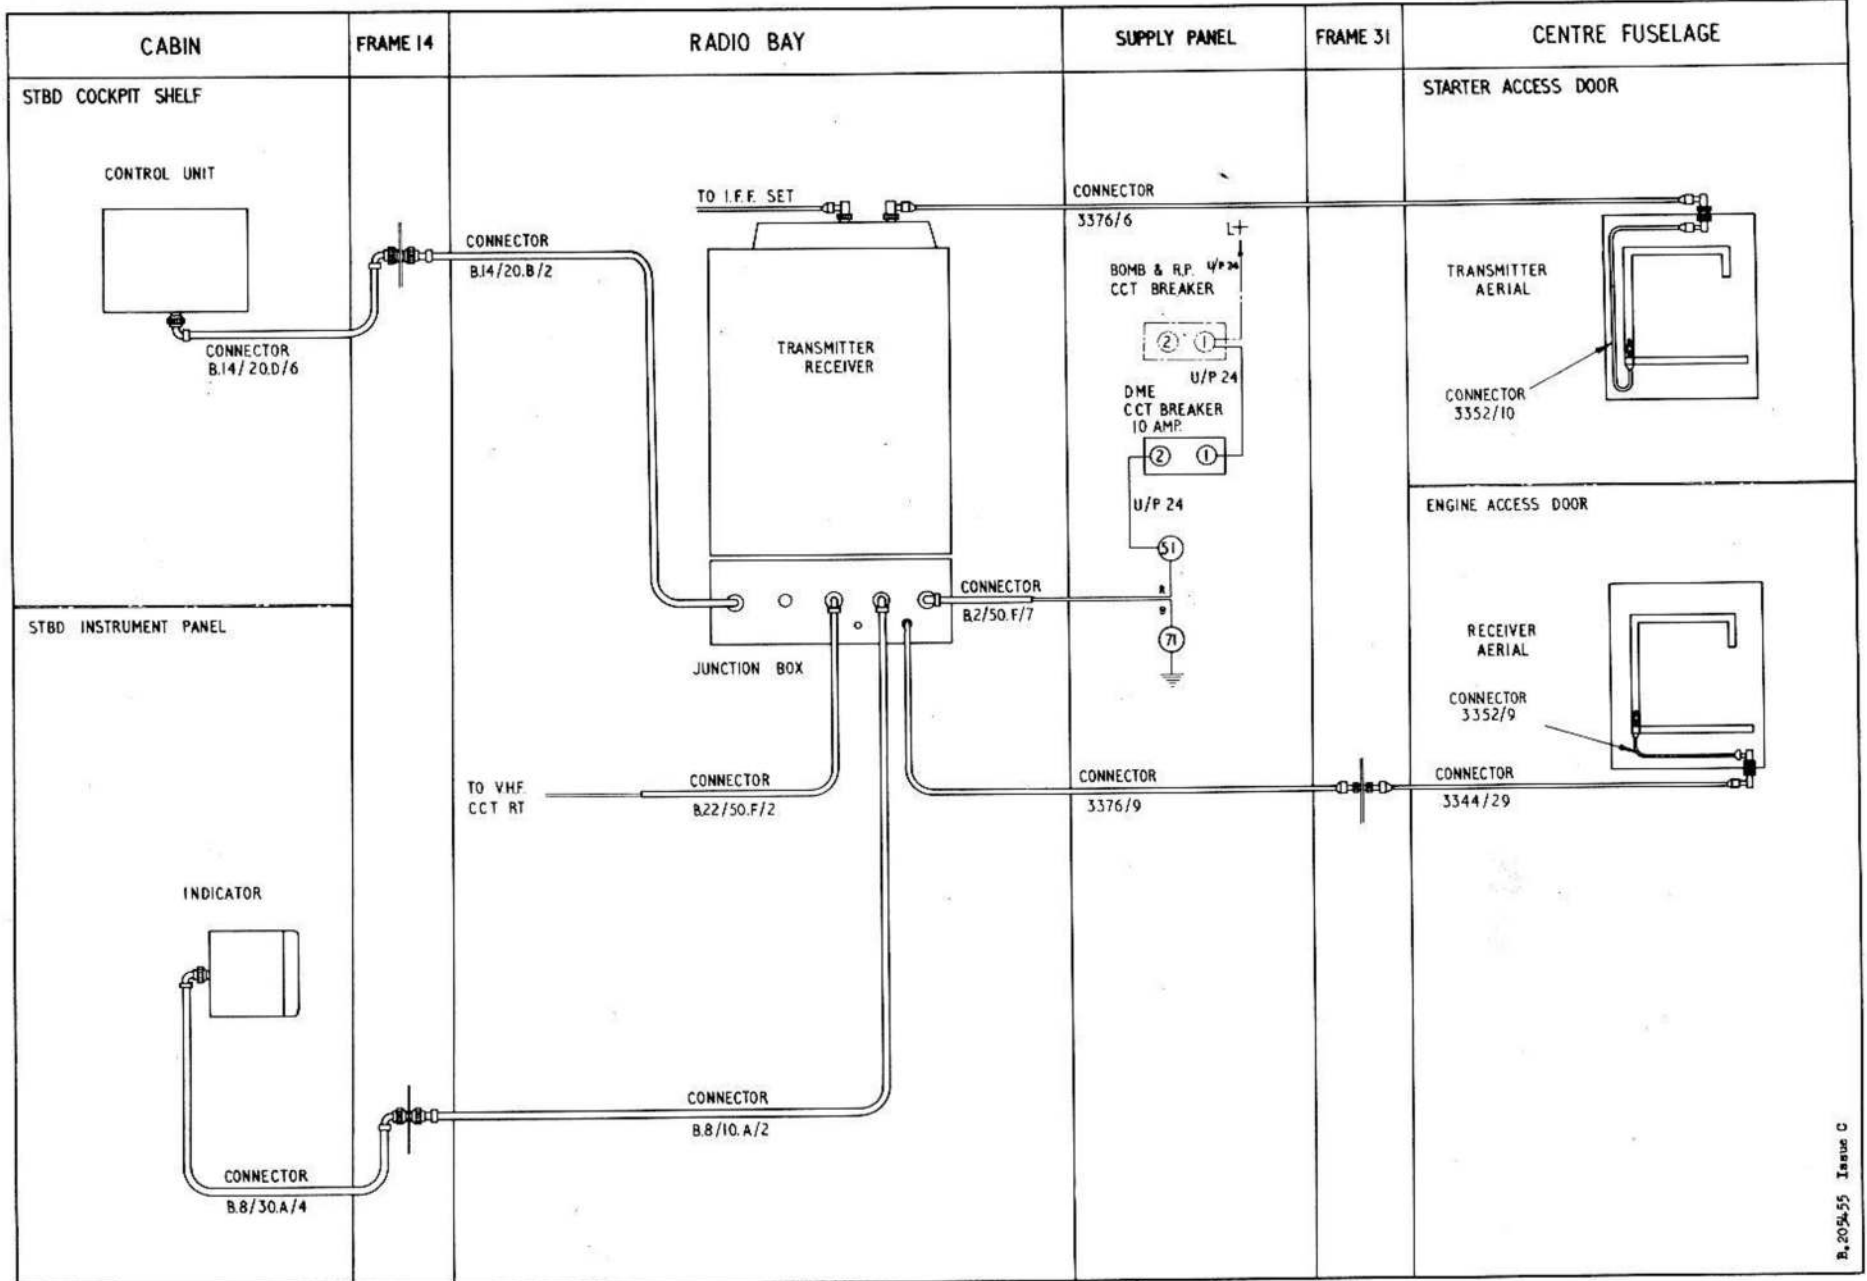 CABIN
FRAME 14
RADIO BAY
SUPPLY PANEL
FRAME 31
CENTRE FUSELAGE
STBD COCKPIT SHELF
CONTROL UNIT
CONNECTOR
B.14/20.D/6
CONNECTOR
B.14/20.B/2
TO I.F.F. SET
TRANSMITTER
RECEIVER
JUNCTION BOX
CONNECTOR
3376/6
L+
U/P 24
BOMB & R.P.
CCT BREAKER
2 1
U/P 24
DME
CCT BREAKER
10 AMP.
2 1
U/P 24
51
R
B
71
CONNECTOR
B.2/50.F/7
STARTER ACCESS DOOR
TRANSMITTER
AERIAL
CONNECTOR
3352/10
ENGINE ACCESS DOOR
RECEIVER
AERIAL
CONNECTOR
3352/9
CONNECTOR
3344/29
CONNECTOR
3376/9
TO VHF.
CCT RT
CONNECTOR
B.22/50.F/2
STBD INSTRUMENT PANEL
INDICATOR
CONNECTOR
B.8/30.A/4
CONNECTOR
B.8/10.A/2
B.205455 Issue C